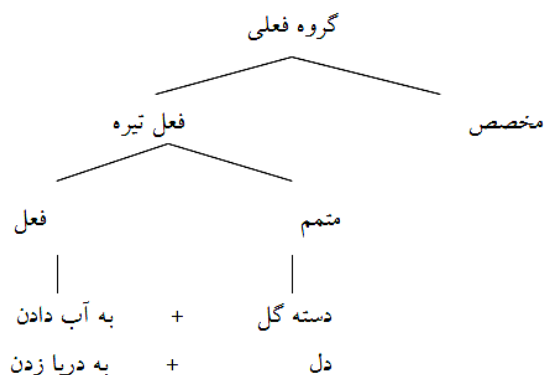 گروه فعلی
مخصص فعل تیره
متمم فعل
دسته گل + به آب دادن
دل + به دریا زدن